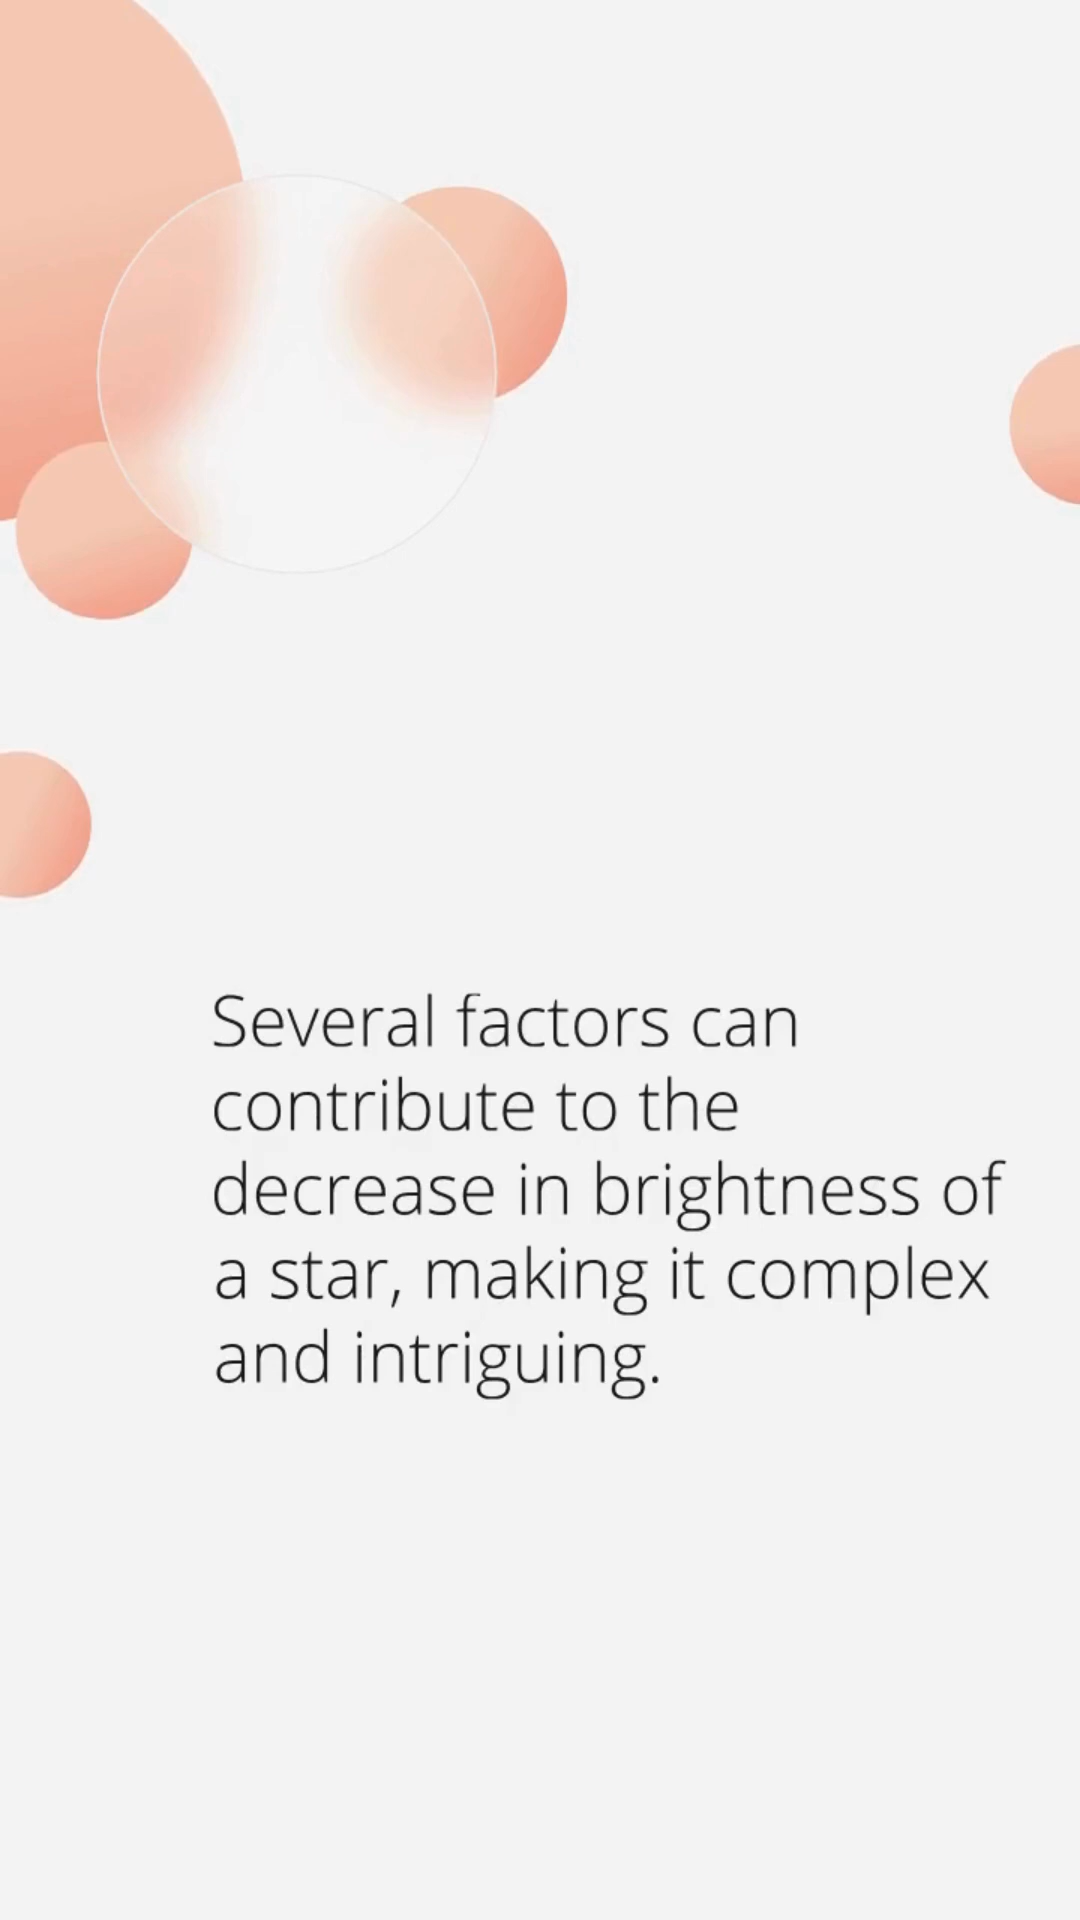 Several factors can
contribute to the
decrease in brightness of
a star, making it complex
and intriguing.